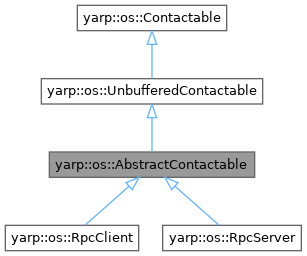 yarp::os::Contactable
yarp::os::UnbufferedContactable
yarp::os::AbstractContactable
yarp::os::RpcClient
yarp::os::RpcServer